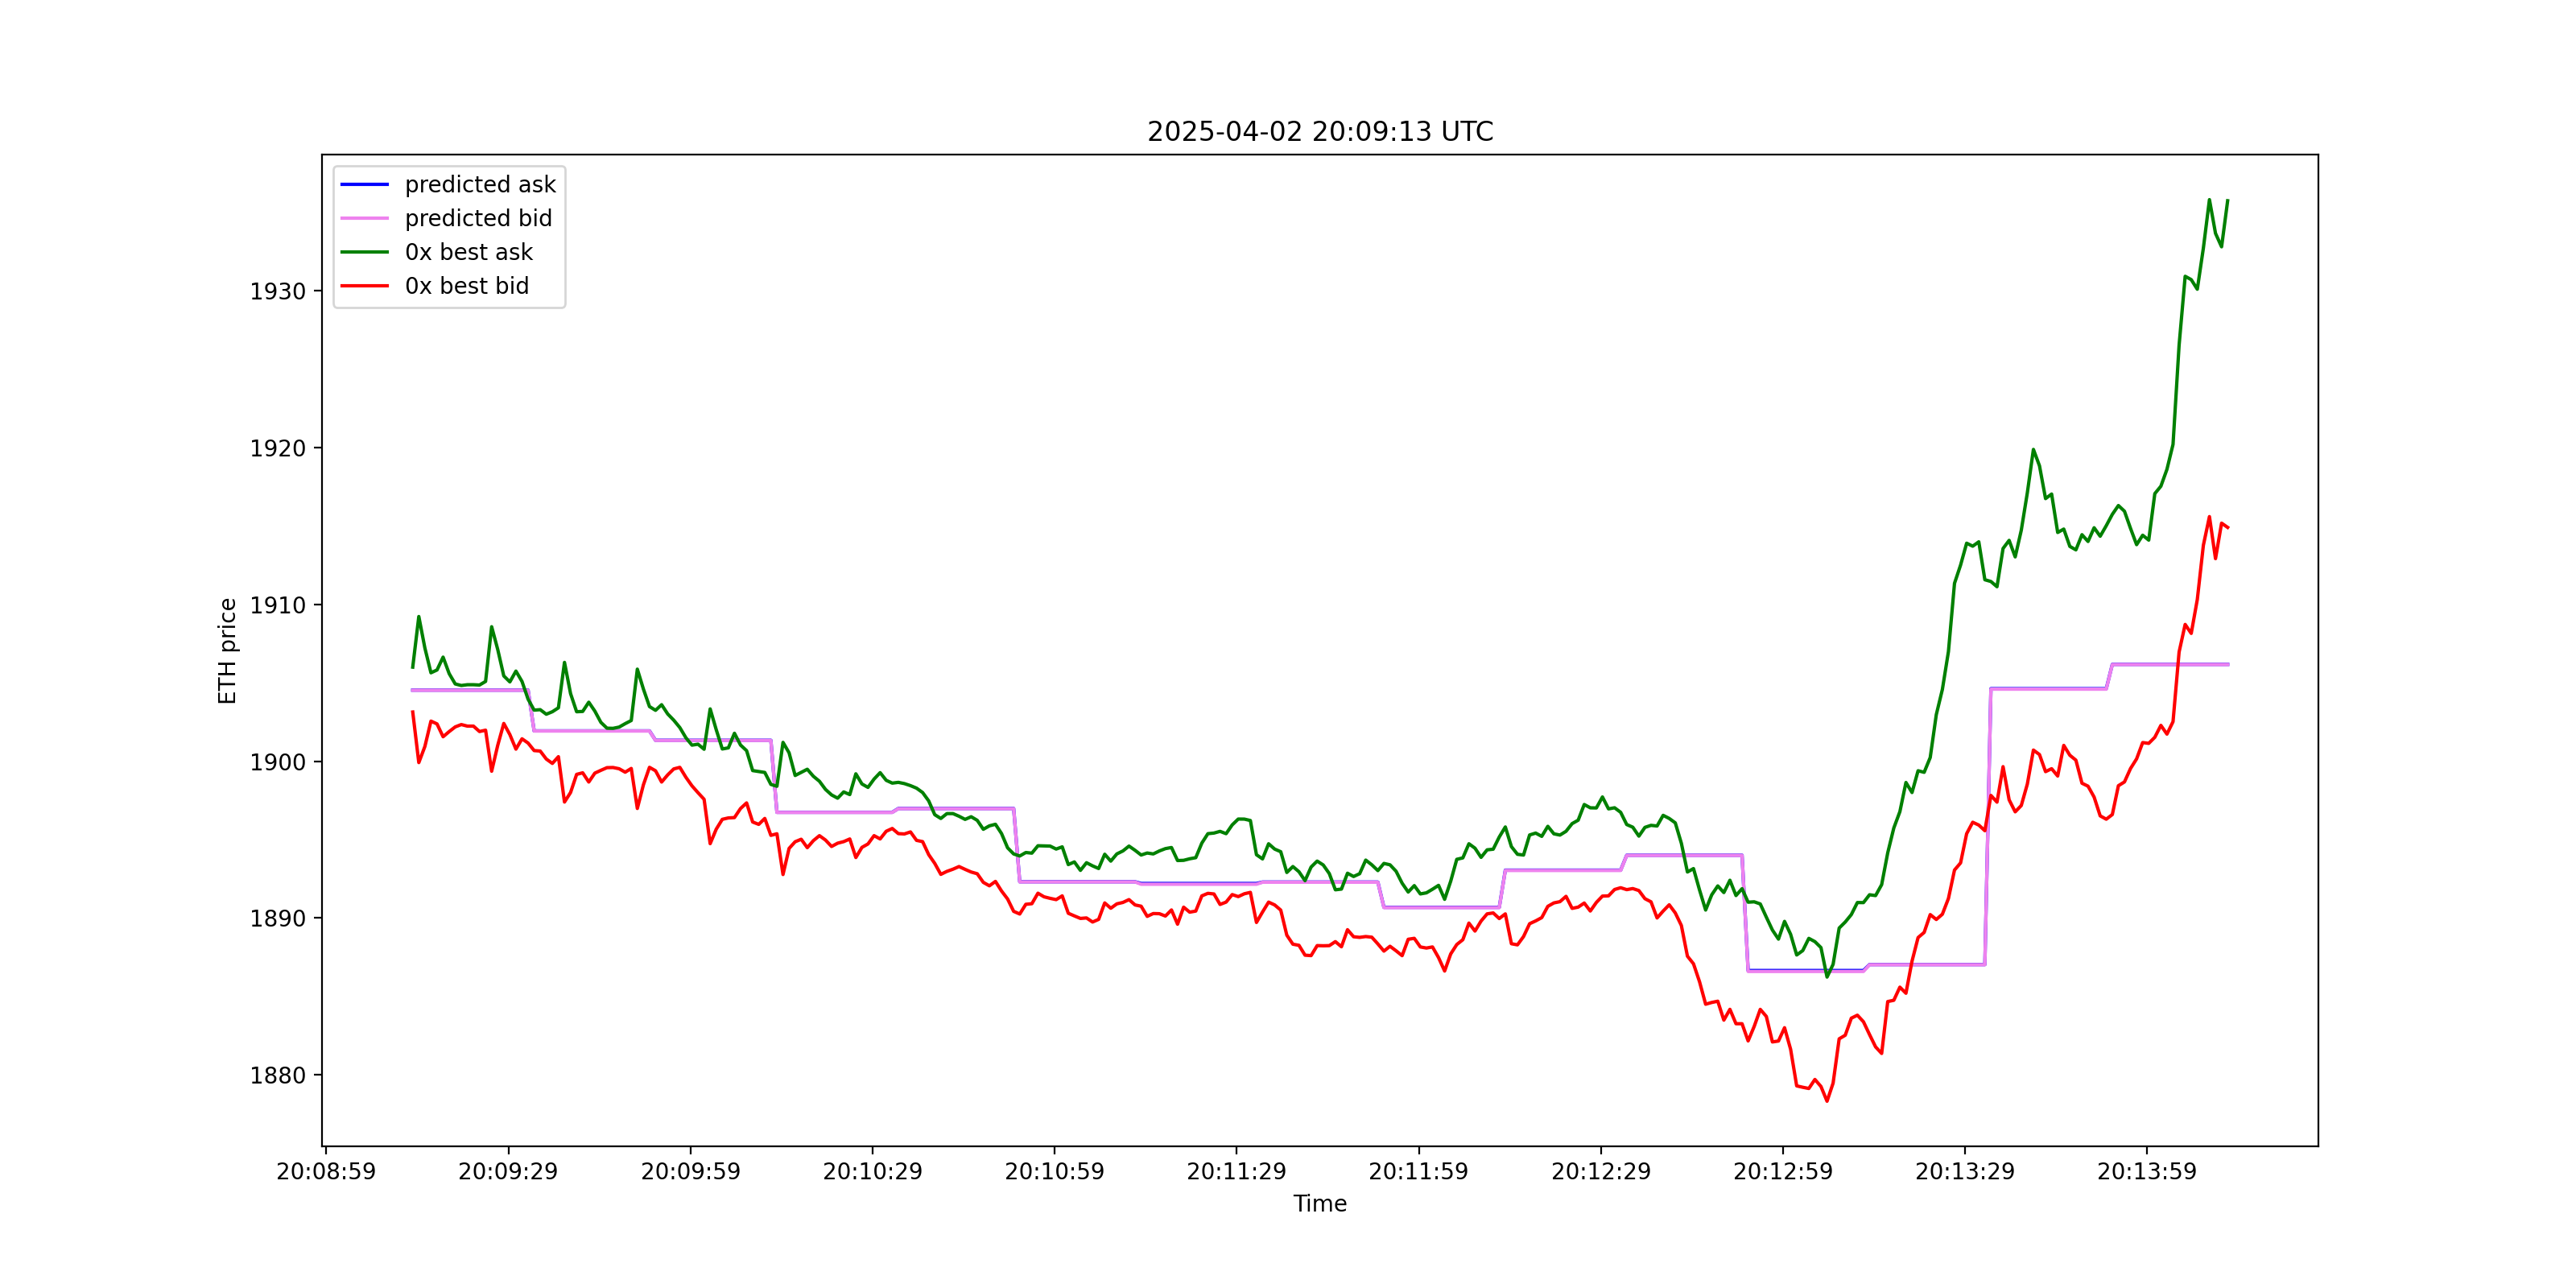 2025-04-02 20:09:13 UTC
predicted ask
predicted bid
0x best ask
0x best bid
1930
1920
1910
1900
1890
1880
ETH price
20:08:59 20:09:29 20:09:59 20:10:29 20:10:59 20:11:29 20:11:59 20:12:29 20:12:59 20:13:29 20:13:59
Time